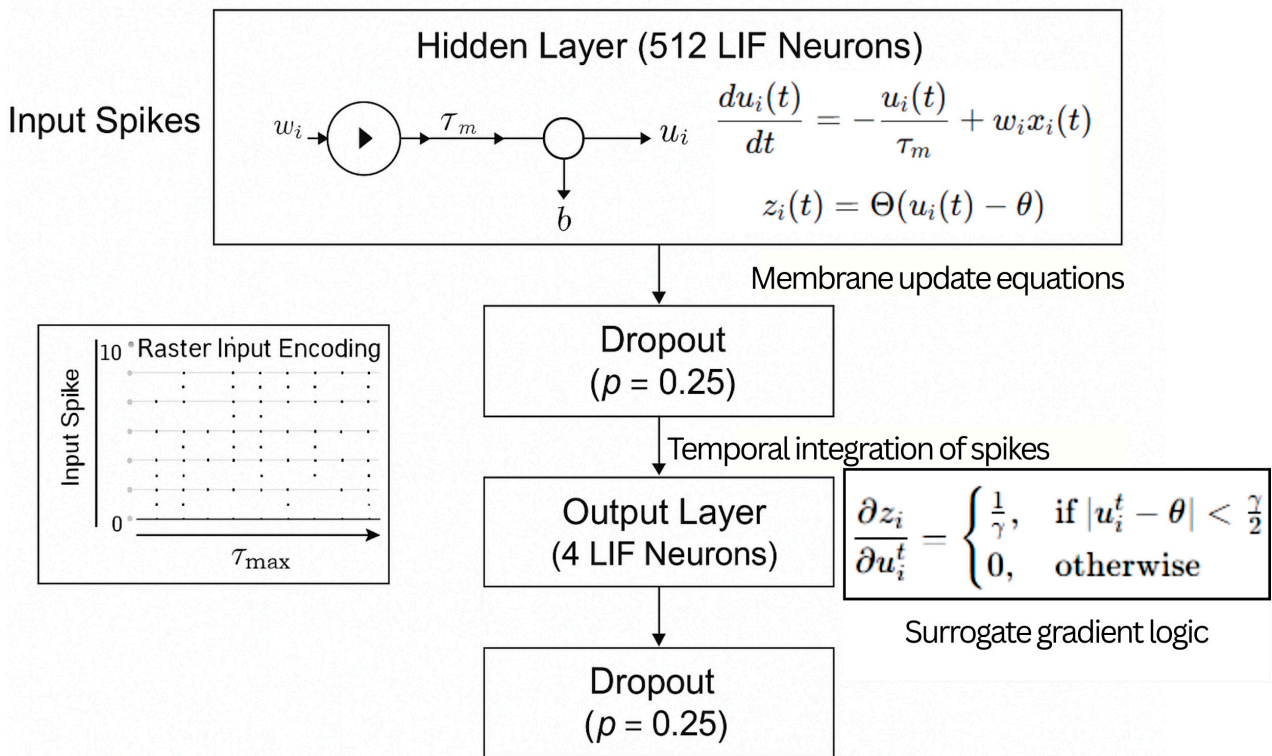 Hidden Layer (512 LIF Neurons)
Input Spikes
w_i
τ_m
u_i
b
du_i(t)/dt = −u_i(t)/τ_m + w_i x_i(t)
z_i(t) = Θ(u_i(t) − θ)
Membrane update equations
Dropout
(p = 0.25)
Raster Input Encoding
10
Input Spike
0
τ_max
Temporal integration of spikes
Output Layer
(4 LIF Neurons)
∂z_i/∂u_i^t = { 1/γ, if |u_i^t − θ| < γ/2
0, otherwise
Surrogate gradient logic
Dropout
(p = 0.25)